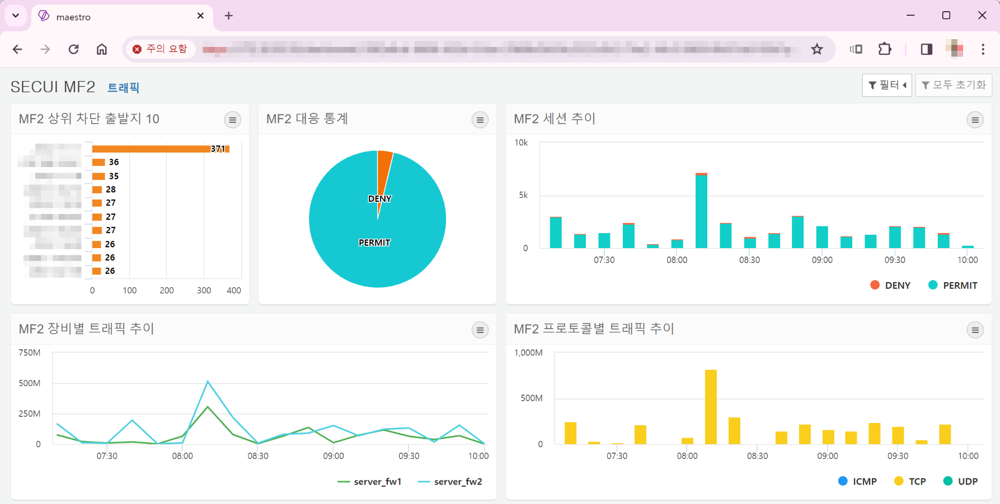 maestro
주의 요함
SECUI MF2 트래픽
필터
모두 초기화
MF2 상위 차단 출발지 10
371
36
35
28
27
27
27
26
26
26
0 100 200 300 400
MF2 대응 통계
DENY
PERMIT
MF2 세션 추이
10k
5k
0
07:30 08:00 08:30 09:00 09:30 10:00
DENY PERMIT
MF2 장비별 트래픽 추이
750M
500M
250M
0
07:30 08:00 08:30 09:00 09:30 10:00
server_fw1 server_fw2
MF2 프로토콜별 트래픽 추이
1,000M
500M
0
07:30 08:00 08:30 09:00 09:30 10:00
ICMP TCP UDP